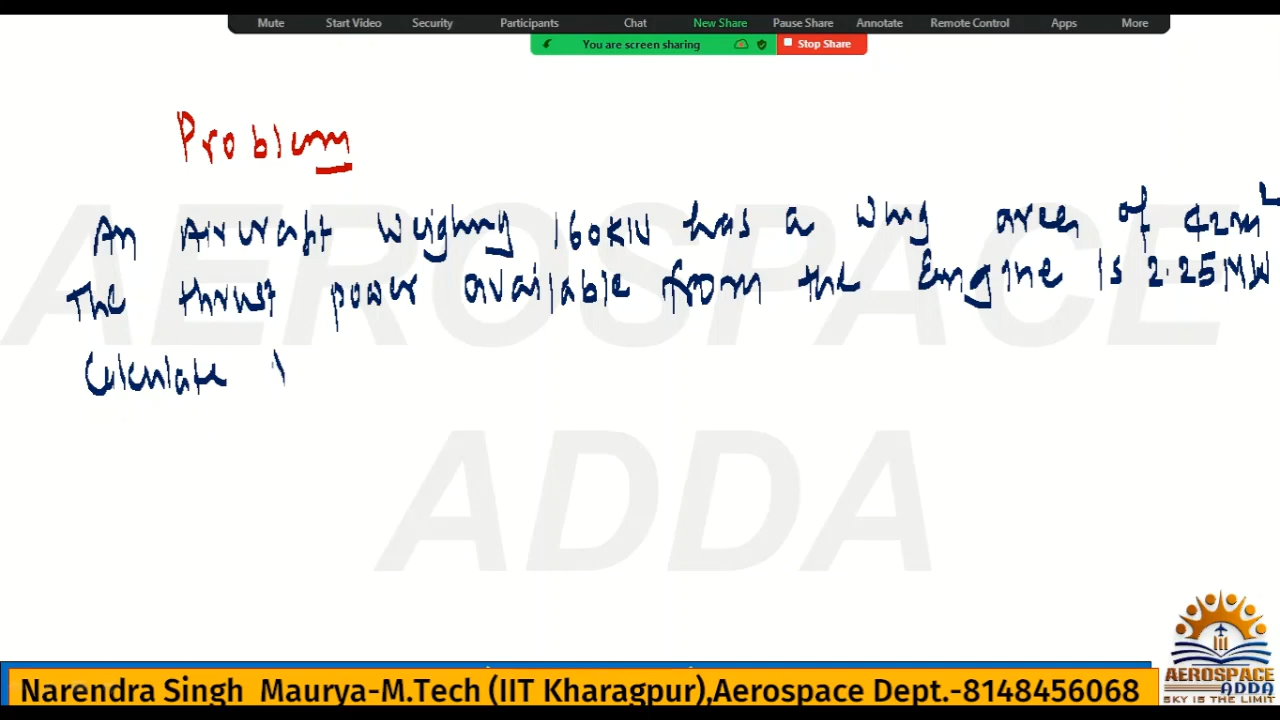 Mute Start Video Security Participants Chat New Share Pause Share Annotate Remote Control Apps More
You are screen sharing Stop Share
Problem
An Aircraft weighing 160KN has a wing area of 42m²
The thrust power available from the Engine is 2.25MW
Calculate
AEROSPACE
ADDA
AEROSPACE
ADDA
SKY IS THE LIMIT
Narendra Singh Maurya-M.Tech (IIT Kharagpur),Aerospace Dept.-8148456068